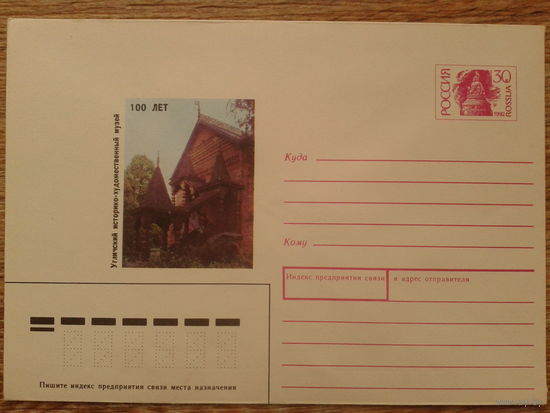 100 ЛЕТ
Угличский историко-художественный музей
РОССИЯ
30 к
ROSSIJA
1992
Куда
Кому
Индекс предприятия связи и адрес отправителя
Пишите индекс предприятия связи места назначения